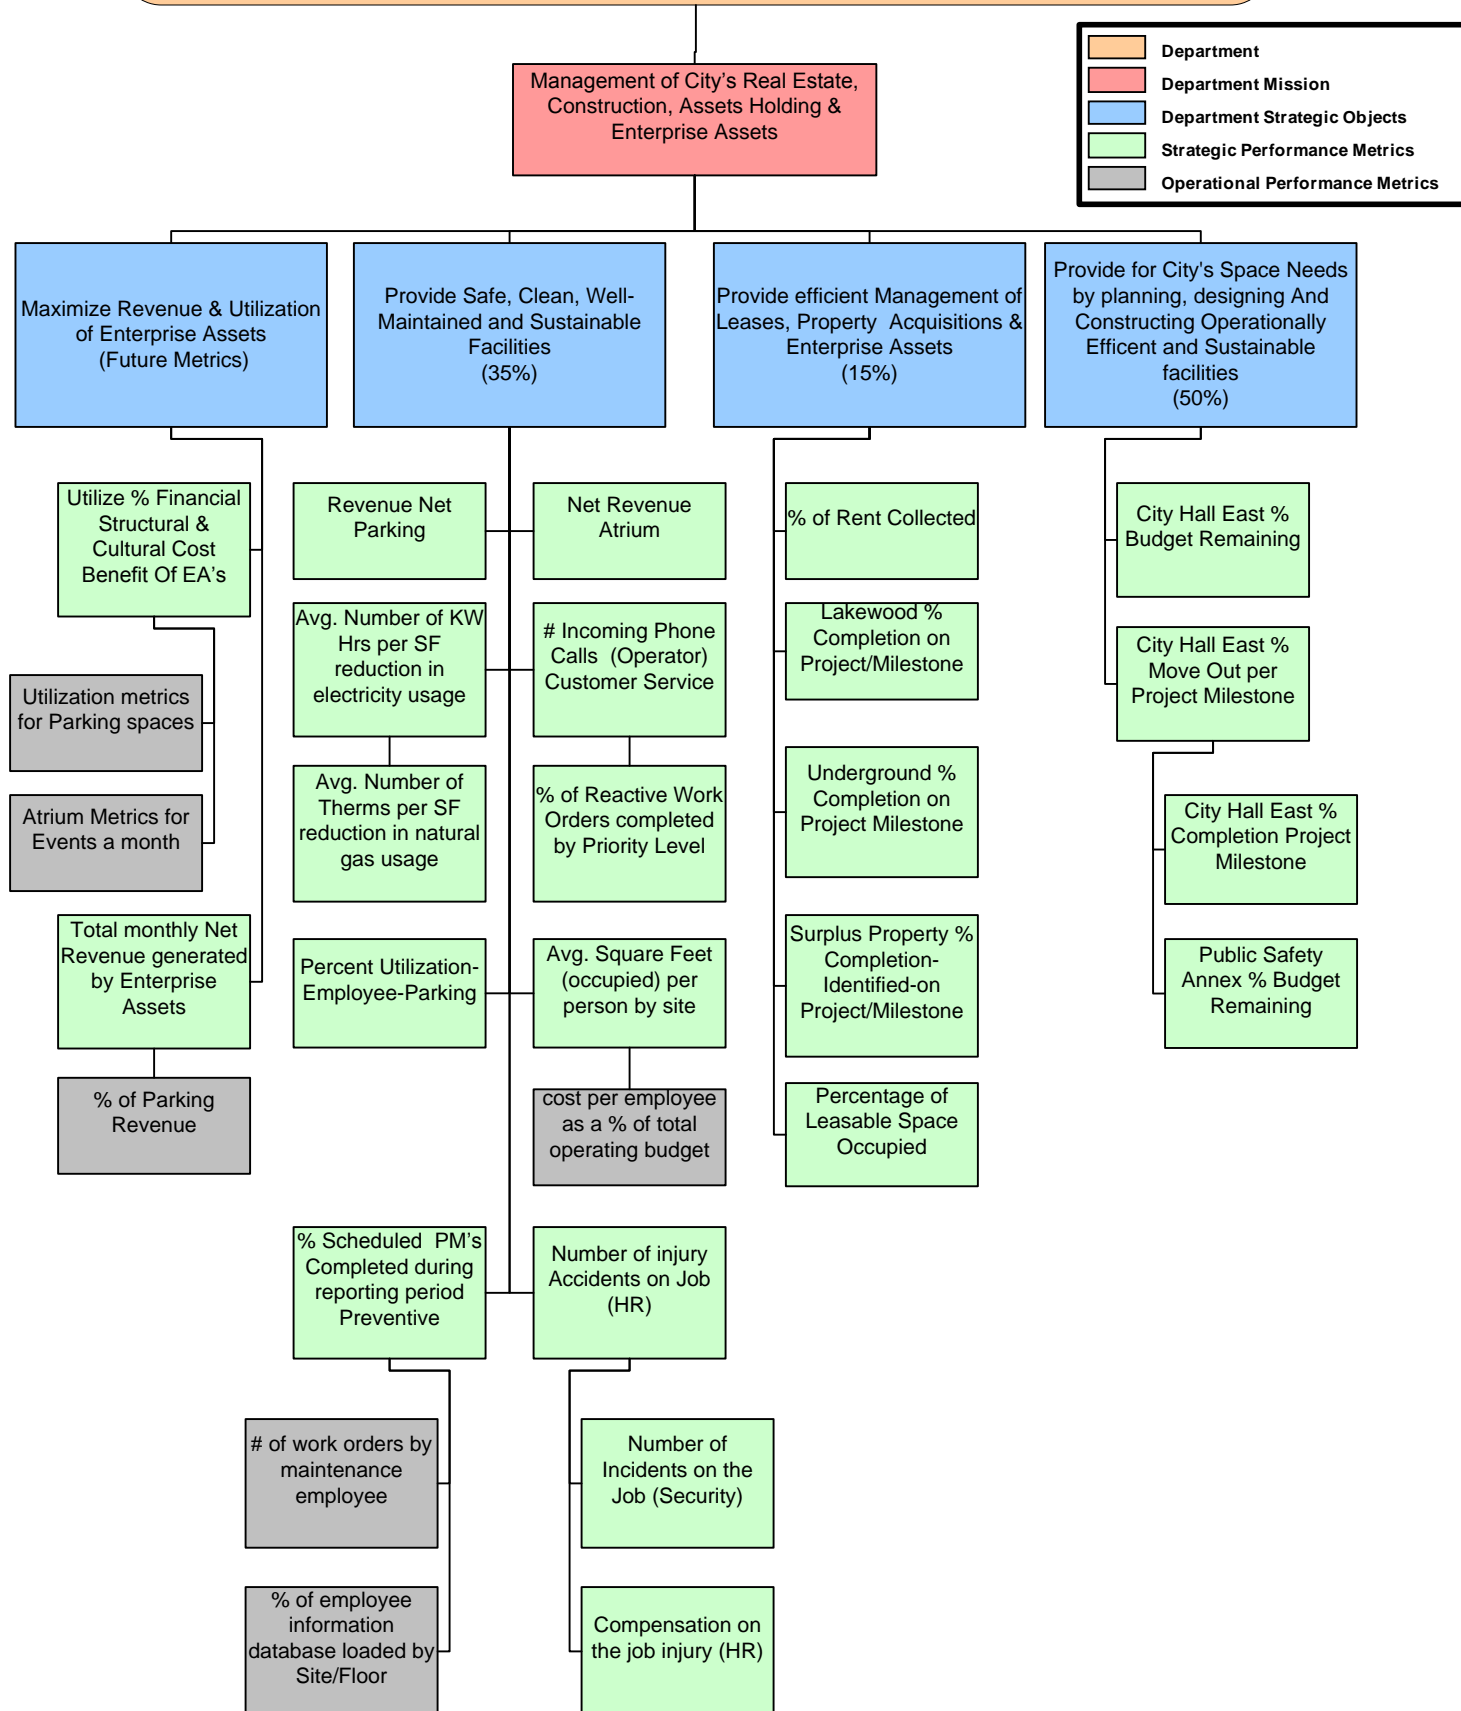 Department
Department Mission
Department Strategic Objects
Strategic Performance Metrics
Operational Performance Metrics
Management of City's Real Estate,
Construction, Assets Holding &
Enterprise Assets
Maximize Revenue & Utilization
of Enterprise Assets
(Future Metrics)
Provide Safe, Clean, Well-
Maintained and Sustainable
Facilities
(35%)
Provide efficient Management of
Leases, Property  Acquisitions &
Enterprise Assets
(15%)
Provide for City's Space Needs
by planning, designing And
Constructing Operationally
Efficent and Sustainable
facilities
(50%)
Utilize % Financial
Structural &
Cultural Cost
Benefit Of EA's
Utilization metrics
for Parking spaces
Atrium Metrics for
Events a month
Total monthly Net
Revenue generated
by Enterprise
Assets
% of Parking
Revenue
Revenue Net
Parking
Net Revenue
Atrium
Avg. Number of KW
Hrs per SF
reduction in
electricity usage
# Incoming Phone
Calls  (Operator)
Customer Service
Avg. Number of
Therms per SF
reduction in natural
gas usage
% of Reactive Work
Orders completed
by Priority Level
Percent Utilization-
Employee-Parking
Avg. Square Feet
(occupied) per
person by site
cost per employee
as a % of total
operating budget
% Scheduled  PM's
Completed during
reporting period
Preventive
Number of injury
Accidents on Job
(HR)
# of work orders by
maintenance
employee
Number of
Incidents on the
Job (Security)
% of employee
information
database loaded by
Site/Floor
Compensation on
the job injury (HR)
% of Rent Collected
Lakewood %
Completion on
Project/Milestone
Underground %
Completion on
Project Milestone
Surplus Property %
Completion-
Identified-on
Project/Milestone
Percentage of
Leasable Space
Occupied
City Hall East %
Budget Remaining
City Hall East %
Move Out per
Project Milestone
City Hall East %
Completion Project
Milestone
Public Safety
Annex % Budget
Remaining